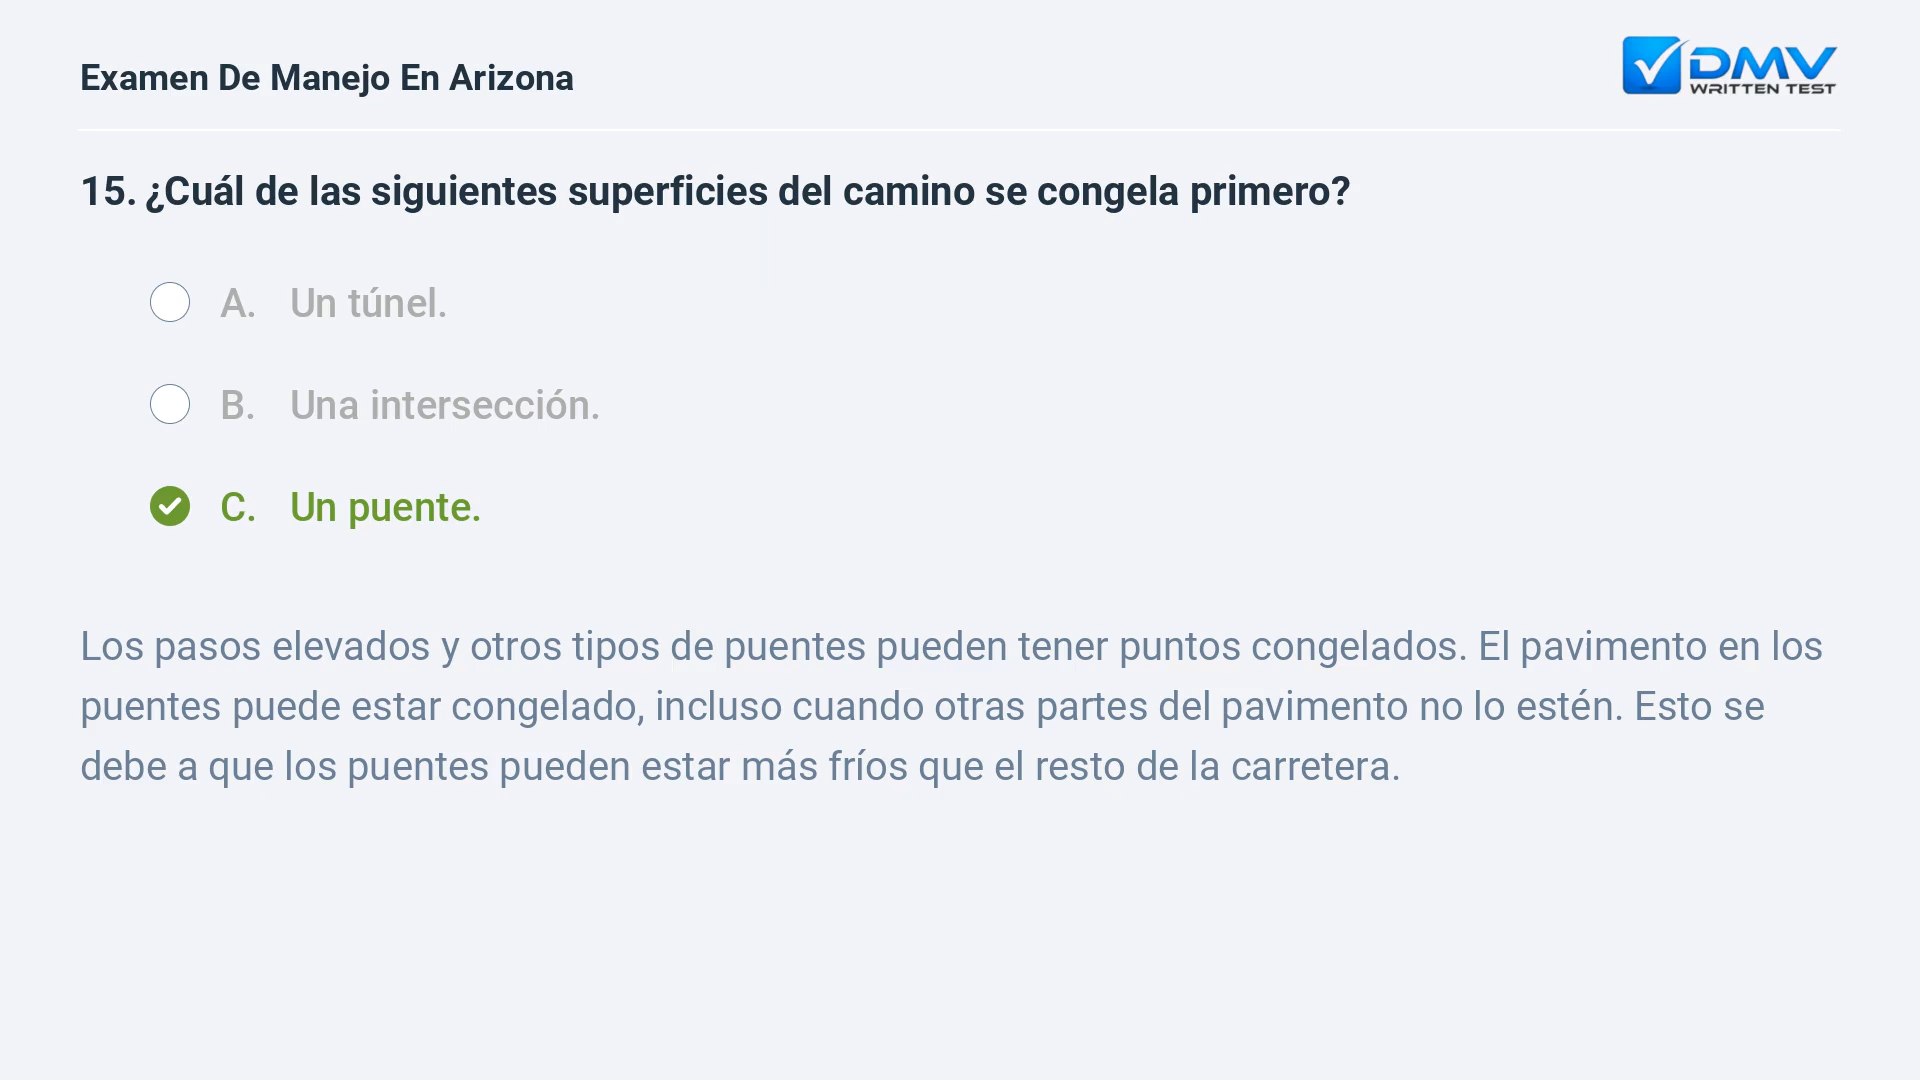 Examen De Manejo En Arizona
DMV
WRITTEN TEST
15. ¿Cuál de las siguientes superficies del camino se congela primero?
A. Un túnel.
B. Una intersección.
C. Un puente.
Los pasos elevados y otros tipos de puentes pueden tener puntos congelados. El pavimento en los
puentes puede estar congelado, incluso cuando otras partes del pavimento no lo estén. Esto se
debe a que los puentes pueden estar más fríos que el resto de la carretera.